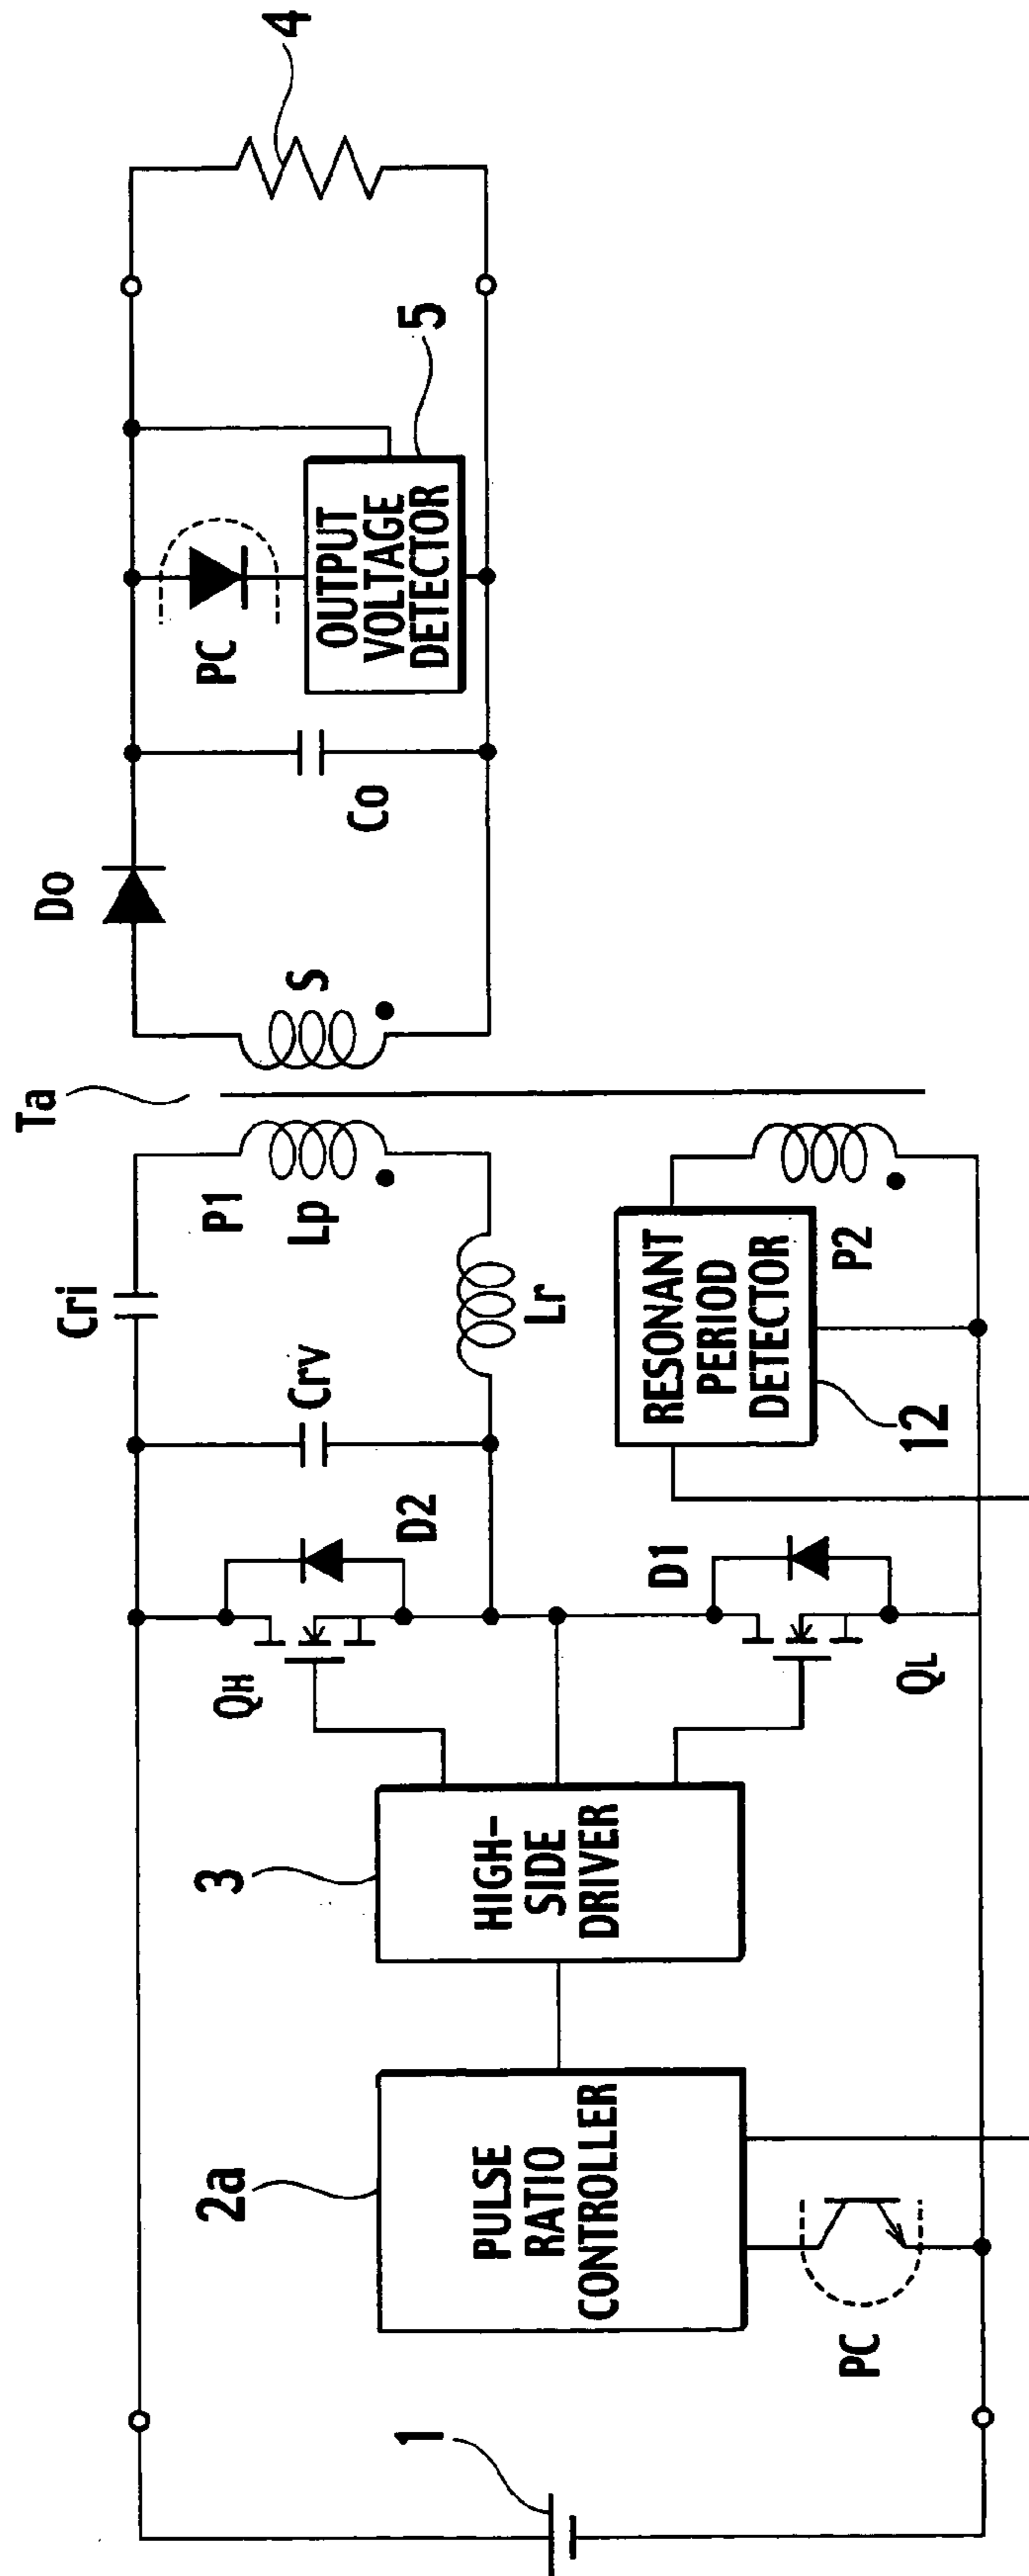 Ta
Do
4
P1
Lp
S
Cri
Crv
Lr
Co
PC
OUTPUT
VOLTAGE
DETECTOR
5
D2
QH
3
HIGH-
SIDE
DRIVER
2a
PULSE
RATIO
CONTROLLER
1
PC
D1
QL
RESONANT
PERIOD
DETECTOR
12
P2